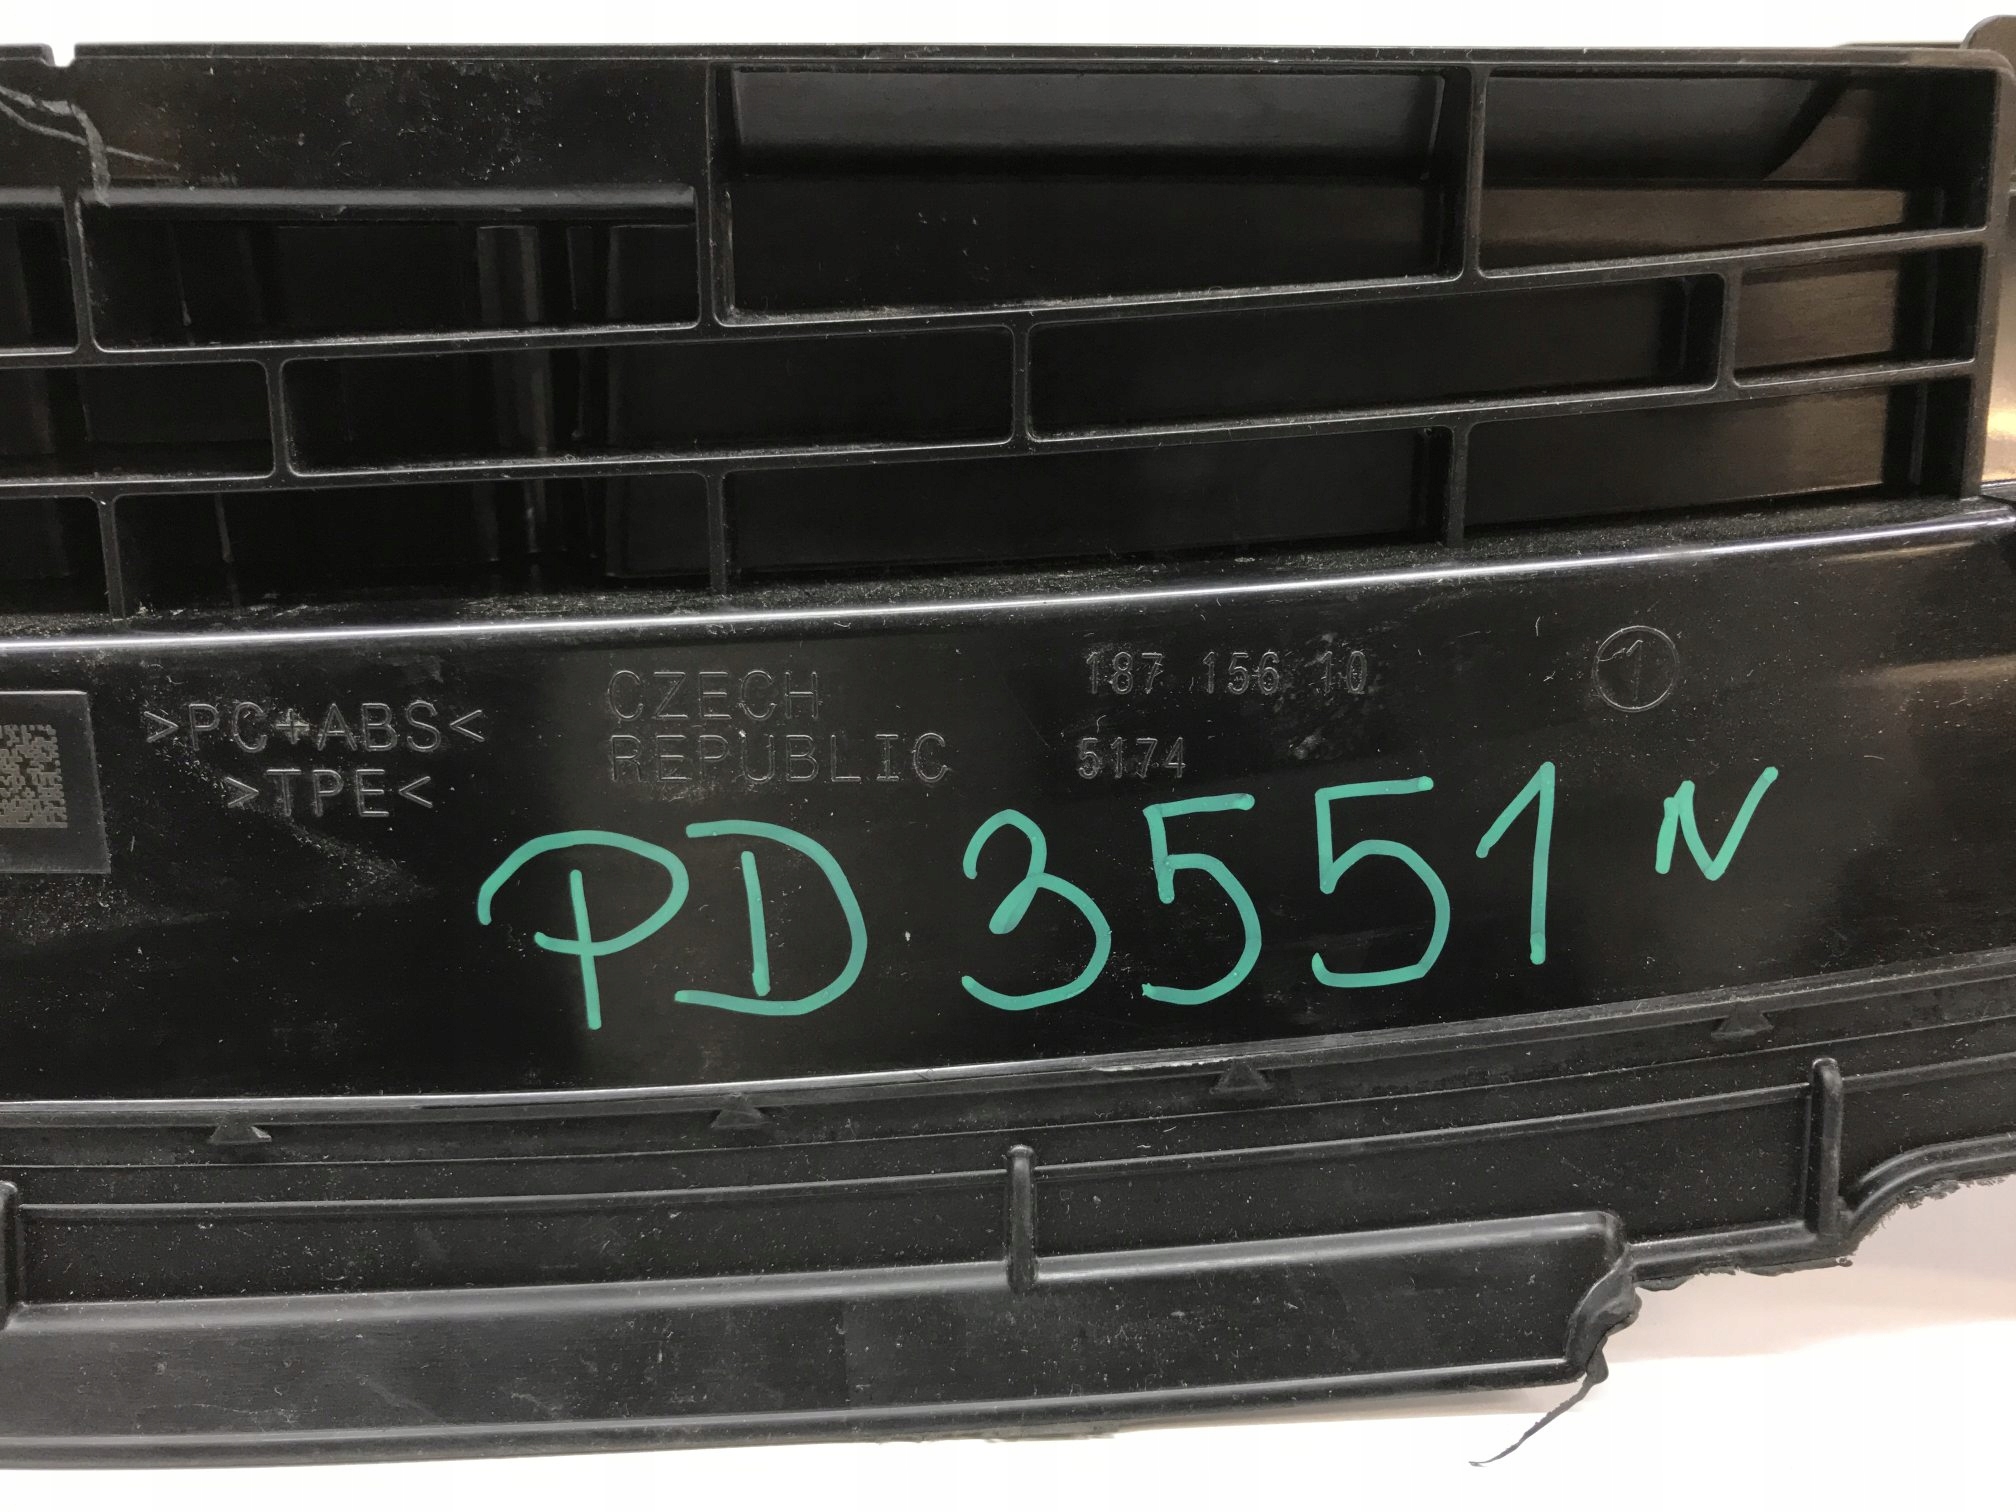 >PC+ABS<
>TPE<
CZECH
REPUBLIC
187 156 10
5174
1
PD 3551 N